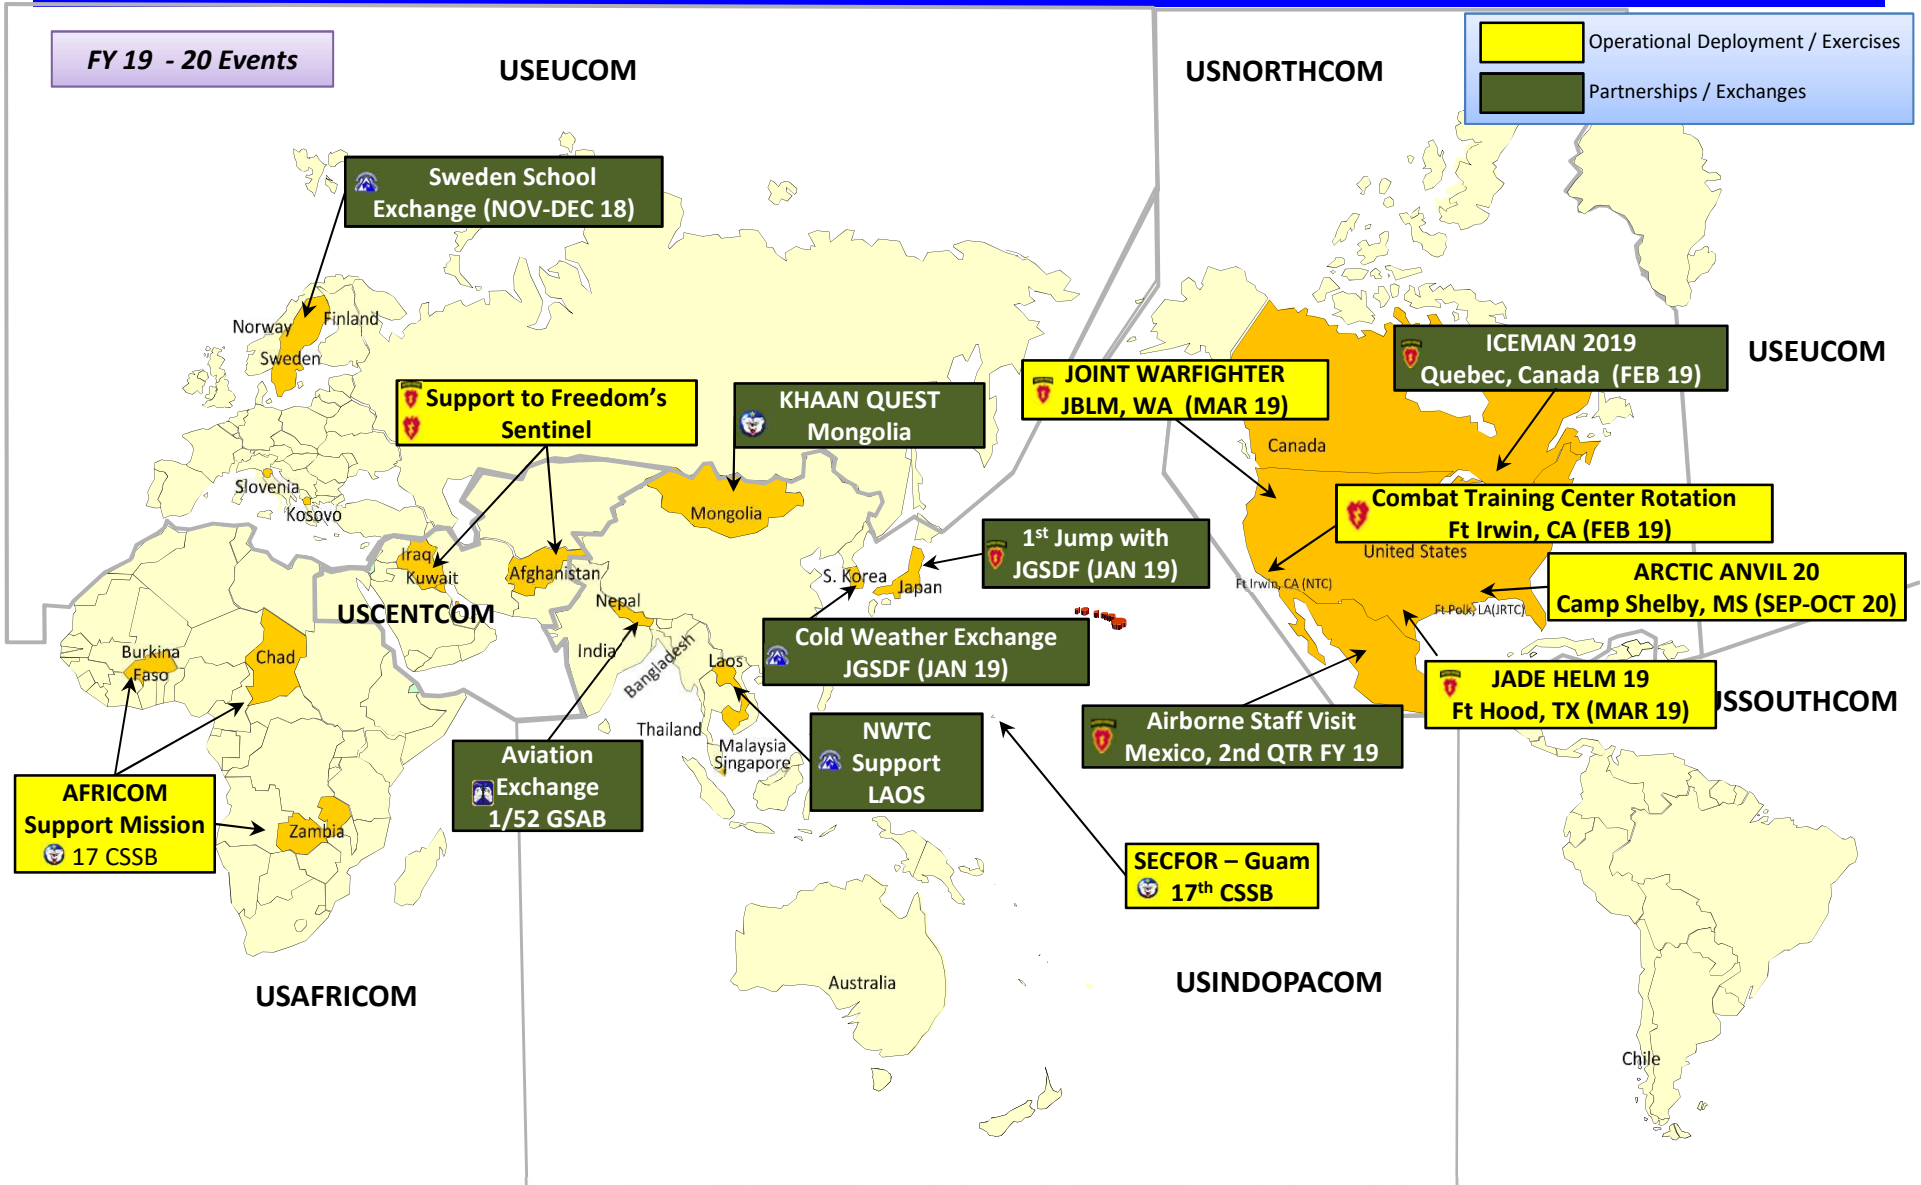 FY 19 - 20 Events
USEUCOM
USNORTHCOM
Operational Deployment / Exercises
Partnerships / Exchanges
Sweden School
Exchange (NOV-DEC 18)
Norway
Finland
Sweden
ICEMAN 2019
Quebec, Canada (FEB 19)
USEUCOM
JOINT WARFIGHTER
JBLM, WA (MAR 19)
Support to Freedom's
Sentinel
KHAAN QUEST
Mongolia
Canada
Slovenia
Kosovo
Mongolia
Combat Training Center Rotation
Ft Irwin, CA (FEB 19)
United States
1st Jump with
JGSDF (JAN 19)
Iraq
Kuwait
Afghanistan
S. Korea
Japan
Ft Irwin, CA (NTC)
ARCTIC ANVIL 20
Camp Shelby, MS (SEP-OCT 20)
Ft Polk, LA(JRTC)
USCENTCOM
Nepal
India
Bangladesh
Cold Weather Exchange
JGSDF (JAN 19)
Burkina
Faso
Chad
Laos
JADE HELM 19
Ft Hood, TX (MAR 19)
USSOUTHCOM
Airborne Staff Visit
Mexico, 2nd QTR FY 19
Thailand
Malaysia
Singapore
NWTC
Support
LAOS
Aviation
Exchange
1/52 GSAB
AFRICOM
Support Mission
17 CSSB
Zambia
SECFOR – Guam
17th CSSB
Australia
USAFRICOM
USINDOPACOM
Chile